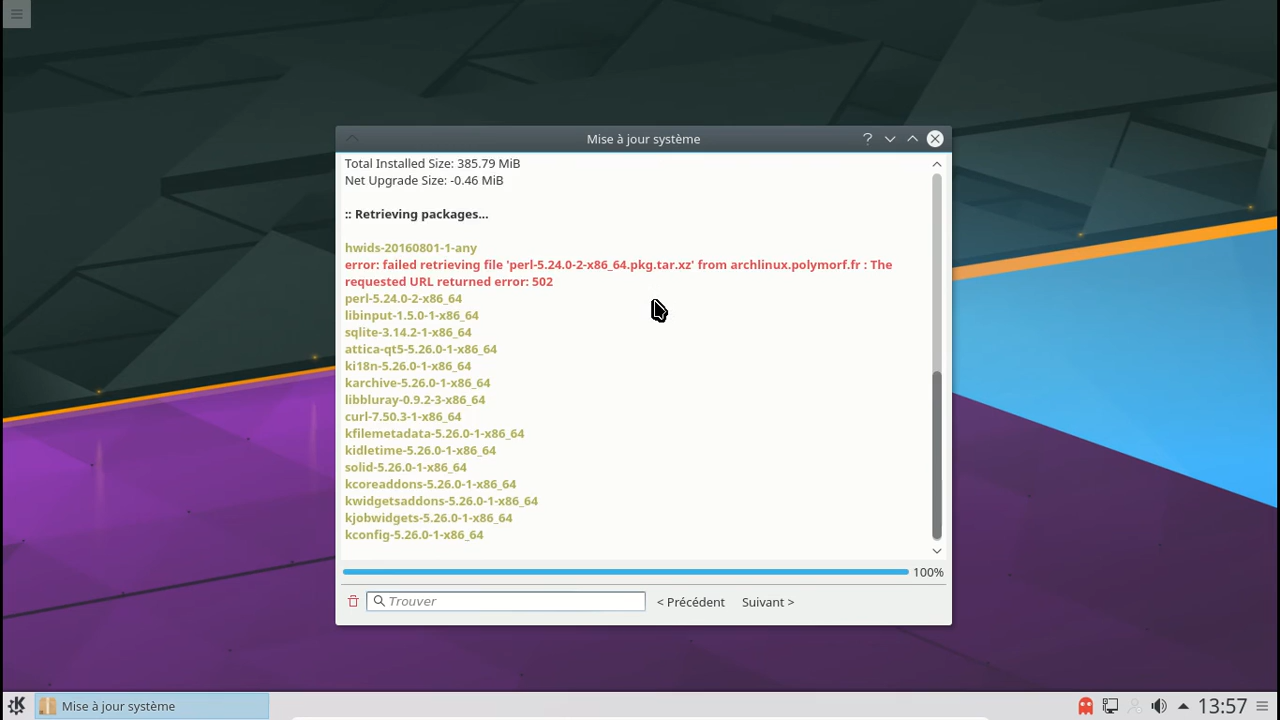 Mise à jour système
Total Installed Size: 385.79 MiB
Net Upgrade Size: -0.46 MiB
:: Retrieving packages...
hwids-20160801-1-any
error: failed retrieving file 'perl-5.24.0-2-x86_64.pkg.tar.xz' from archlinux.polymorf.fr : The
requested URL returned error: 502
perl-5.24.0-2-x86_64
libinput-1.5.0-1-x86_64
sqlite-3.14.2-1-x86_64
attica-qt5-5.26.0-1-x86_64
ki18n-5.26.0-1-x86_64
karchive-5.26.0-1-x86_64
libbluray-0.9.2-3-x86_64
curl-7.50.3-1-x86_64
kfilemetadata-5.26.0-1-x86_64
kidletime-5.26.0-1-x86_64
solid-5.26.0-1-x86_64
kcoreaddons-5.26.0-1-x86_64
kwidgetsaddons-5.26.0-1-x86_64
kjobwidgets-5.26.0-1-x86_64
kconfig-5.26.0-1-x86_64
100%
Trouver < Précédent Suivant >
Mise à jour système 13:57